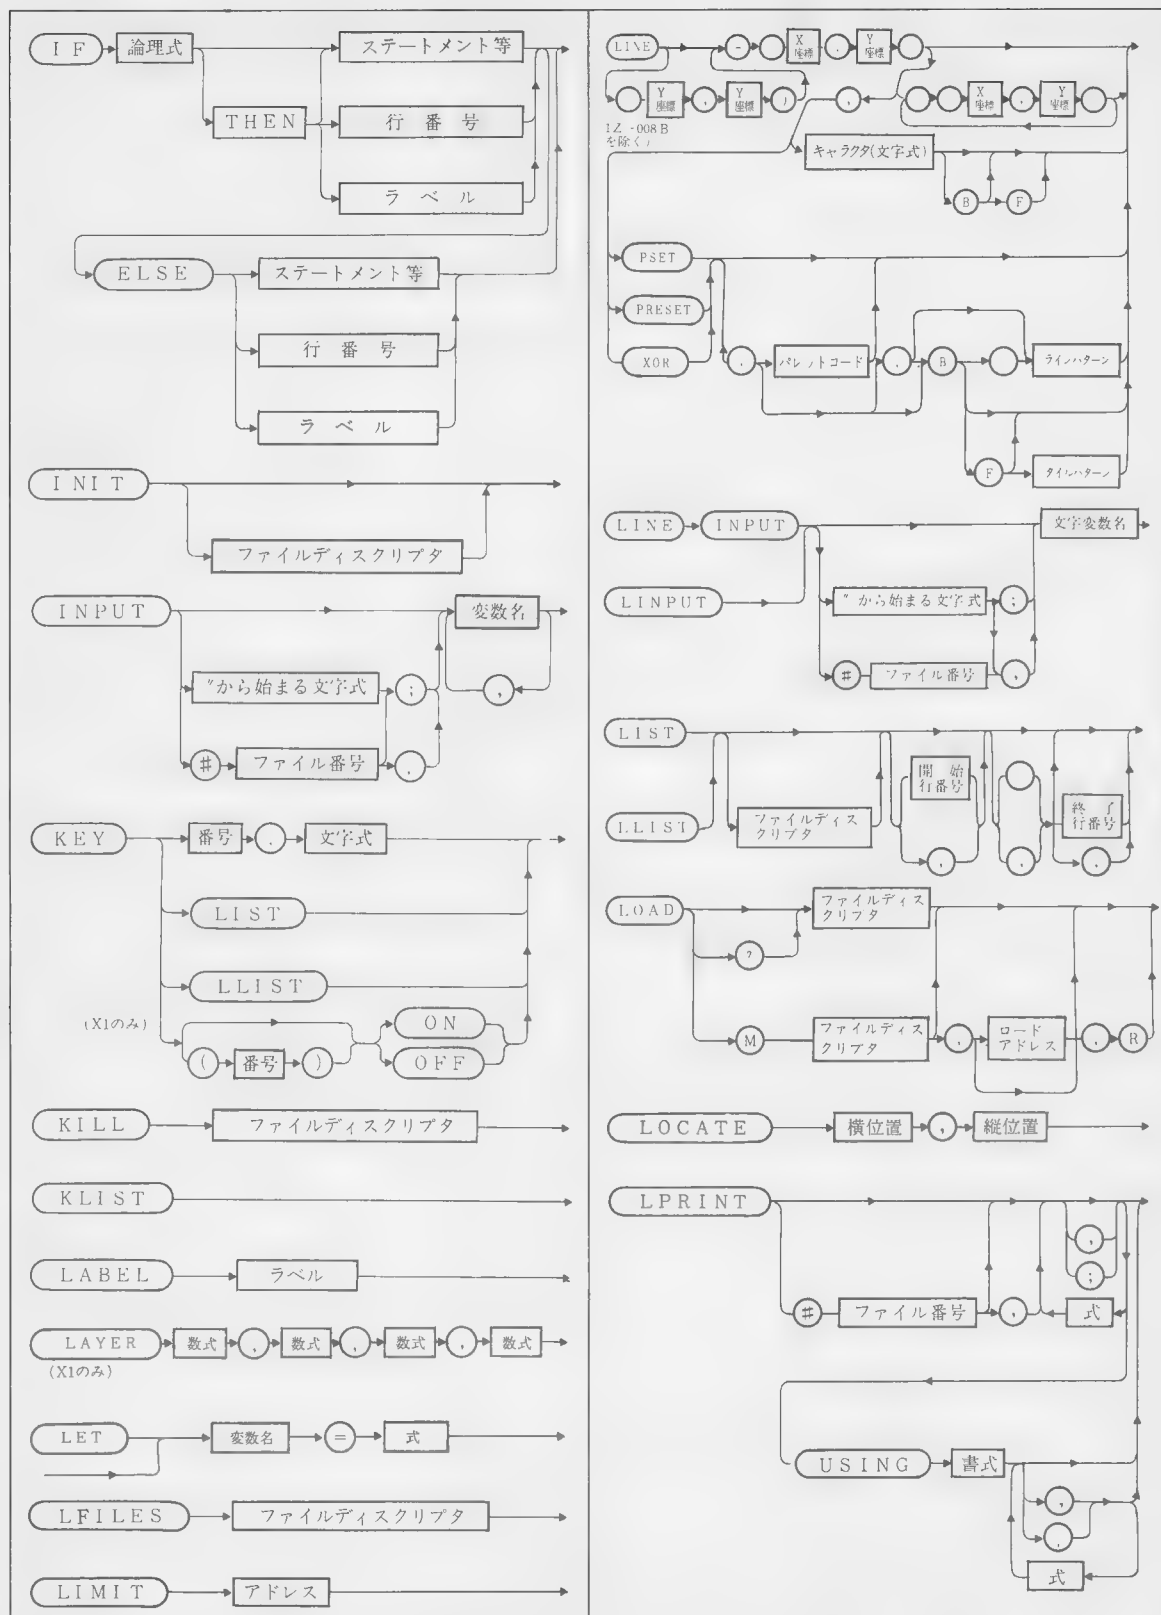 IF 論理式 ステートメント等
THEN 行番号
ラベル
ELSE ステートメント等
行番号
ラベル
INIT
ファイルディスクリプタ
INPUT 変数名
"から始まる文字式 ;
,
# ファイル番号 ,
KEY 番号 , 文字式
LIST
LLIST
(X1のみ)
( 番号 ) ON
OFF
KILL ファイルディスクリプタ
KLIST
LABEL ラベル
LAYER 数式 , 数式 , 数式 , 数式
(X1のみ)
LET 変数名 = 式
LFILES ファイルディスクリプタ
LIMIT アドレス
LINE - X座標 , Y座標
Y座標 , Y座標 ) , X座標 , Y座標
1Z-008B
を除く)
キャラクタ(文字式)
B F
PSET
PRESET
XOR , パレットコード , B ラインパターン
F タイルパターン
LINE INPUT 文字変数名
LINPUT "から始まる文字式 ;
# ファイル番号 ,
LIST
開始
行番号
LLIST ファイルディス
クリプタ
終了
行番号
, , ,
LOAD ファイルディス
クリプタ
?
M ファイルディス
クリプタ , ロード
アドレス , R
LOCATE 横位置 , 縦位置
LPRINT
,
;
# ファイル番号 , 式
USING 書式
,
,
式